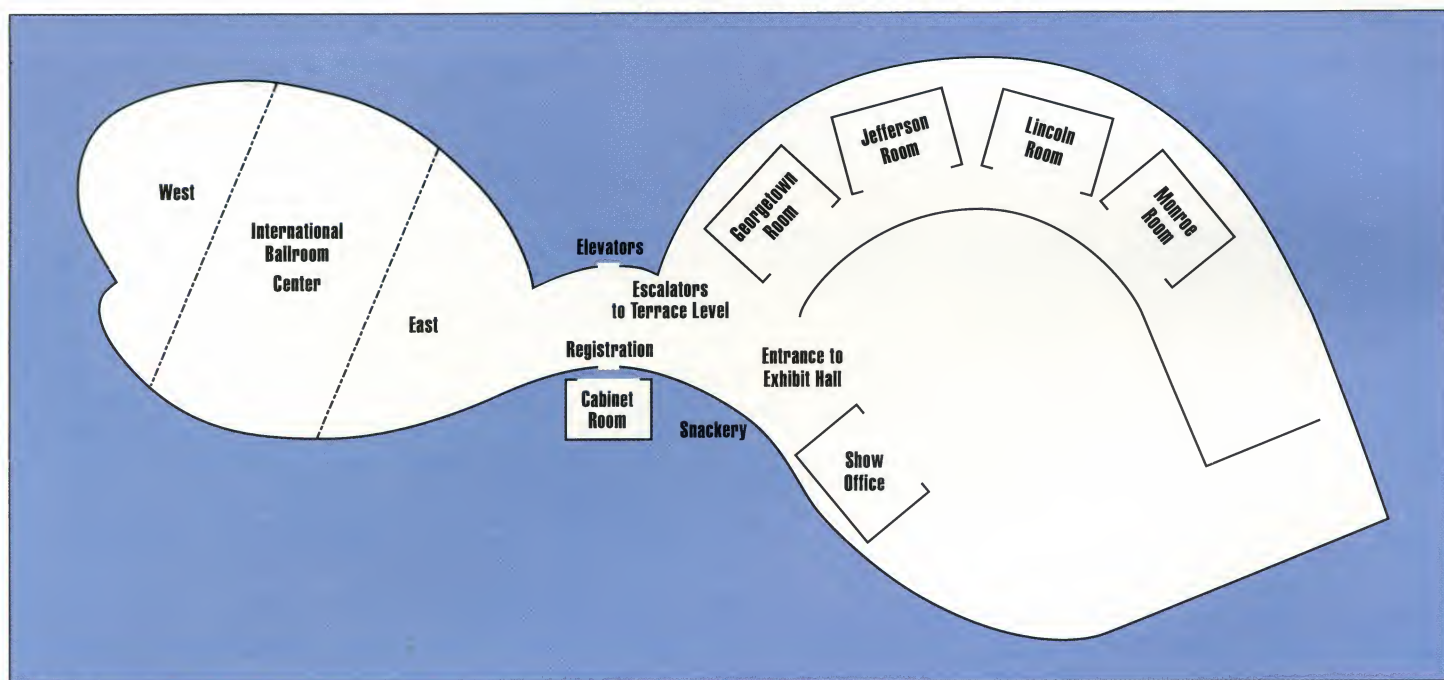 West
International
Ballroom
Center
East
Elevators
Escalators
to Terrace Level
Registration
Cabinet
Room
Snackery
Georgetown
Room
Jefferson
Room
Lincoln
Room
Monroe
Room
Entrance to
Exhibit Hall
Show
Office